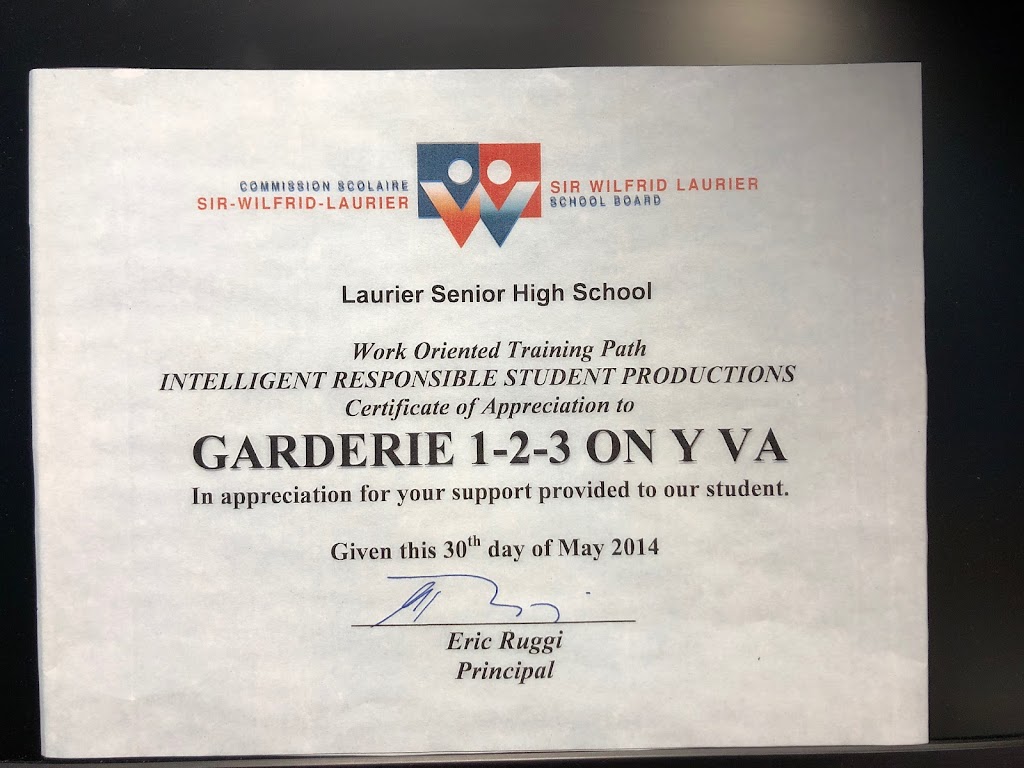 COMMISSION SCOLAIRE
SIR-WILFRID-LAURIER
SIR WILFRID LAURIER
SCHOOL BOARD
Laurier Senior High School
Work Oriented Training Path
INTELLIGENT RESPONSIBLE STUDENT PRODUCTIONS
Certificate of Appreciation to
GARDERIE 1-2-3 ON Y VA
In appreciation for your support provided to our student.
Given this 30th day of May 2014
Eric Ruggi
Principal